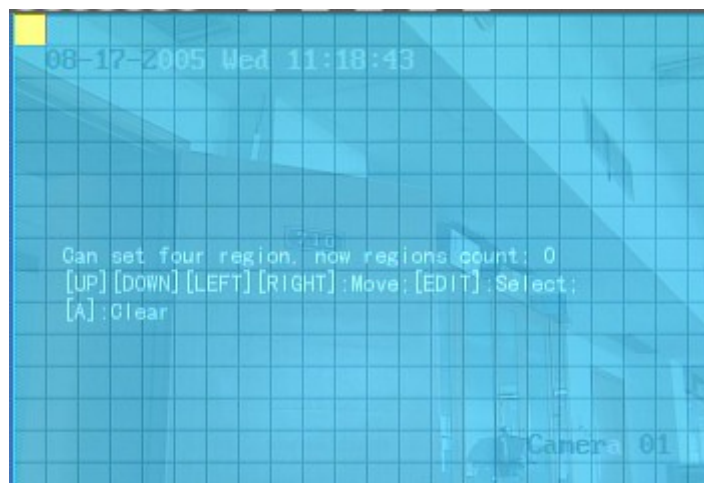 08-17-2005 Wed 11:18:43
Can set four region, now regions count: 0
[UP][DOWN][LEFT][RIGHT]:Move;[EDIT]:Select;
[A]:Clear
Camera 01